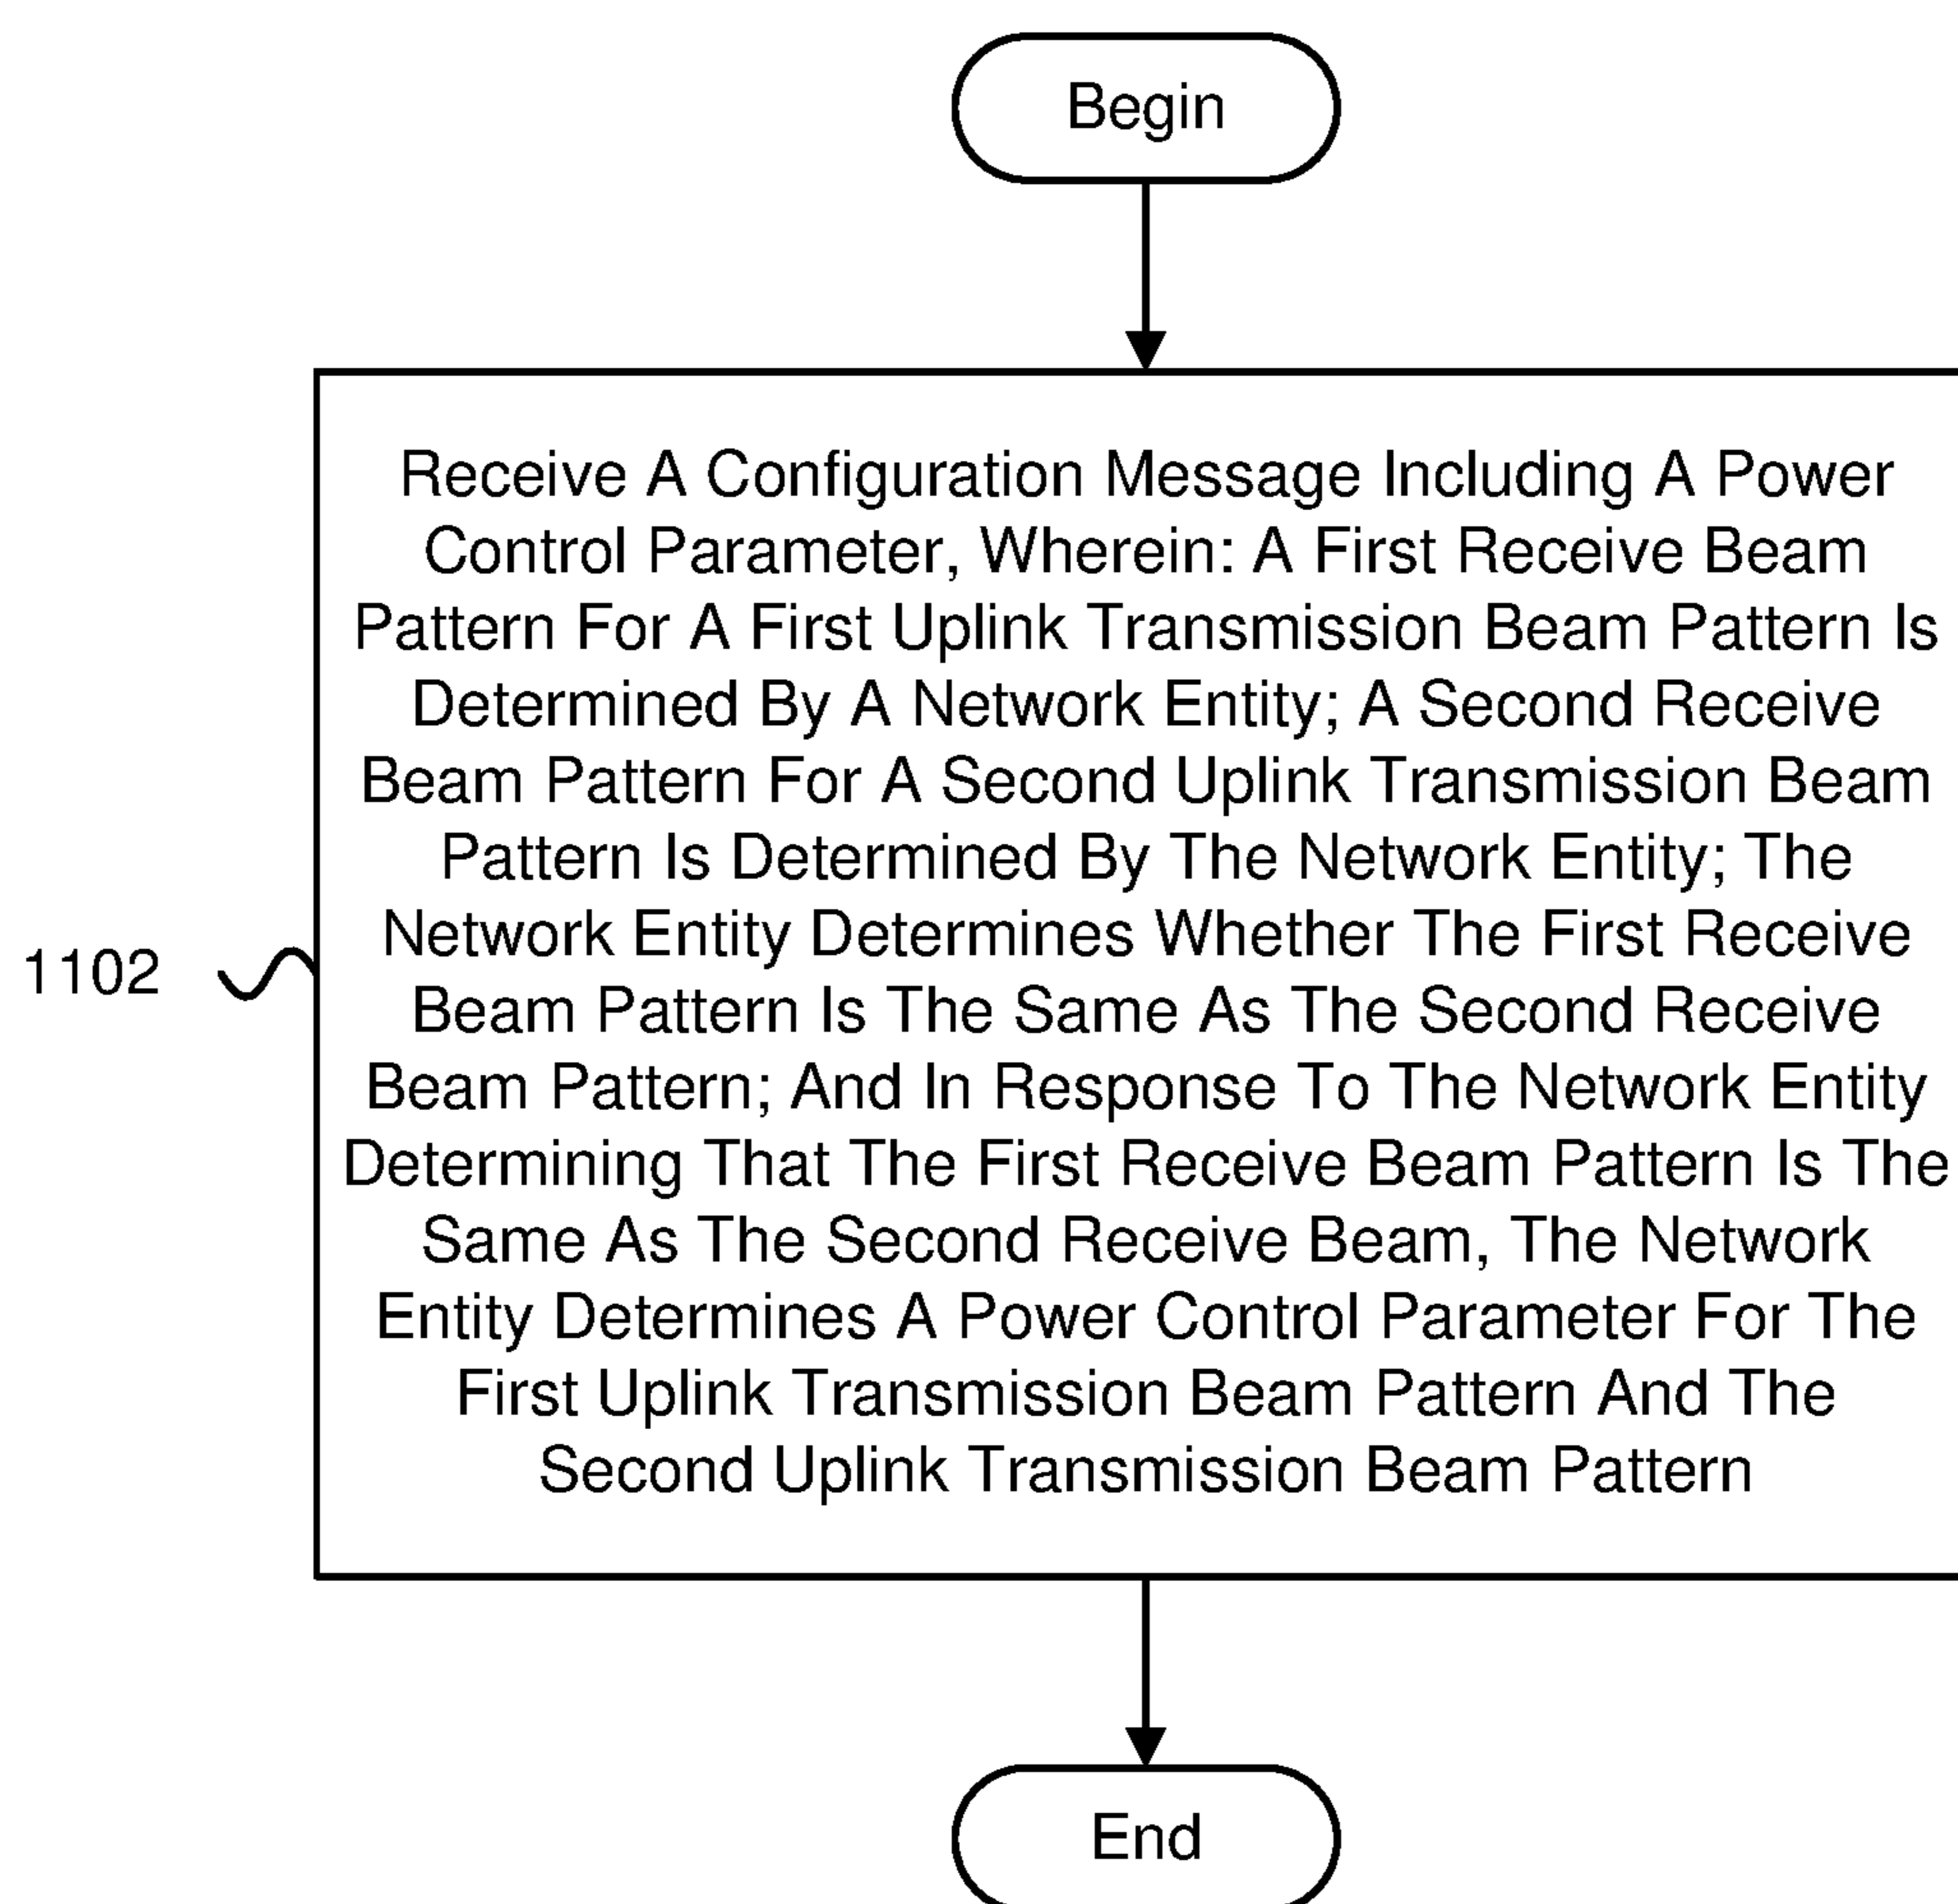 Begin
Receive A Configuration Message Including A Power
Control Parameter, Wherein: A First Receive Beam
Pattern For A First Uplink Transmission Beam Pattern Is
Determined By A Network Entity; A Second Receive
Beam Pattern For A Second Uplink Transmission Beam
Pattern Is Determined By The Network Entity; The
Network Entity Determines Whether The First Receive
Beam Pattern Is The Same As The Second Receive
Beam Pattern; And In Response To The Network Entity
Determining That The First Receive Beam Pattern Is The
Same As The Second Receive Beam, The Network
Entity Determines A Power Control Parameter For The
First Uplink Transmission Beam Pattern And The
Second Uplink Transmission Beam Pattern
1102
End